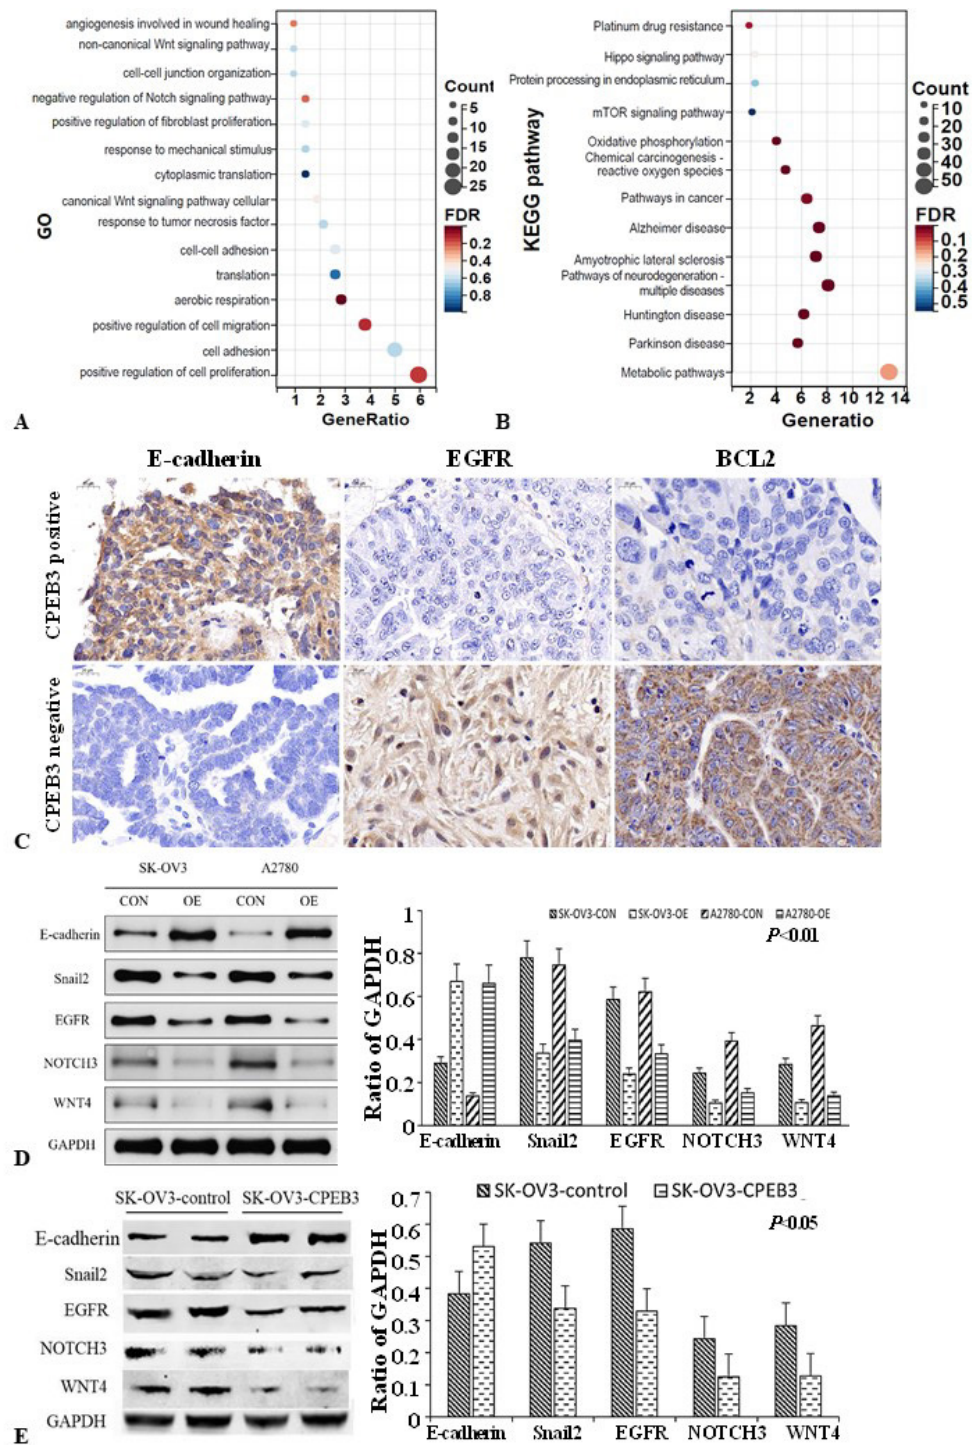 angiogenesis involved in wound healing
non-canonical Wnt signaling pathway
cell-cell junction organization
negative regulation of Notch signaling pathway
positive regulation of fibroblast proliferation
response to mechanical stimulus
cytoplasmic translation
canonical Wnt signaling pathway cellular
response to tumor necrosis factor
cell-cell adhesion
translation
aerobic respiration
positive regulation of cell migration
cell adhesion
positive regulation of cell proliferation
GO
1 2 3 4 5 6
GeneRatio
Count
5
10
15
20
25
FDR
0.2
0.4
0.6
0.8
A
Platinum drug resistance
Hippo signaling pathway
Protein processing in endoplasmic reticulum
mTOR signaling pathway
Oxidative phosphorylation
Chemical carcinogenesis -
reactive oxygen species
Pathways in cancer
Alzheimer disease
Amyotrophic lateral sclerosis
Pathways of neurodegeneration -
multiple diseases
Huntington disease
Parkinson disease
Metabolic pathways
KEGG pathway
2 4 6 8 10 12 14
Generatio
Count
10
20
30
40
50
FDR
0.1
0.2
0.3
0.4
0.5
B
E-cadherin EGFR BCL2
CPEB3 positive
CPEB3 negative
C
SK-OV3 A2780
CON OE CON OE
E-cadherin
Snail2
EGFR
NOTCH3
WNT4
GAPDH
D
SK-OV3-CON SK-OV3-OE A2780-CON A2780-OE
P<0.01
Ratio of GAPDH
1
0.8
0.6
0.4
0.2
0
E-cadherin Snail2 EGFR NOTCH3 WNT4
SK-OV3-control SK-OV3-CPEB3
E-cadherin
Snail2
EGFR
NOTCH3
WNT4
GAPDH
E
SK-OV3-control SK-OV3-CPEB3
P<0.05
Ratio of GAPDH
0.7
0.6
0.5
0.4
0.3
0.2
0.1
0
E-cadherin Snail2 EGFR NOTCH3 WNT4